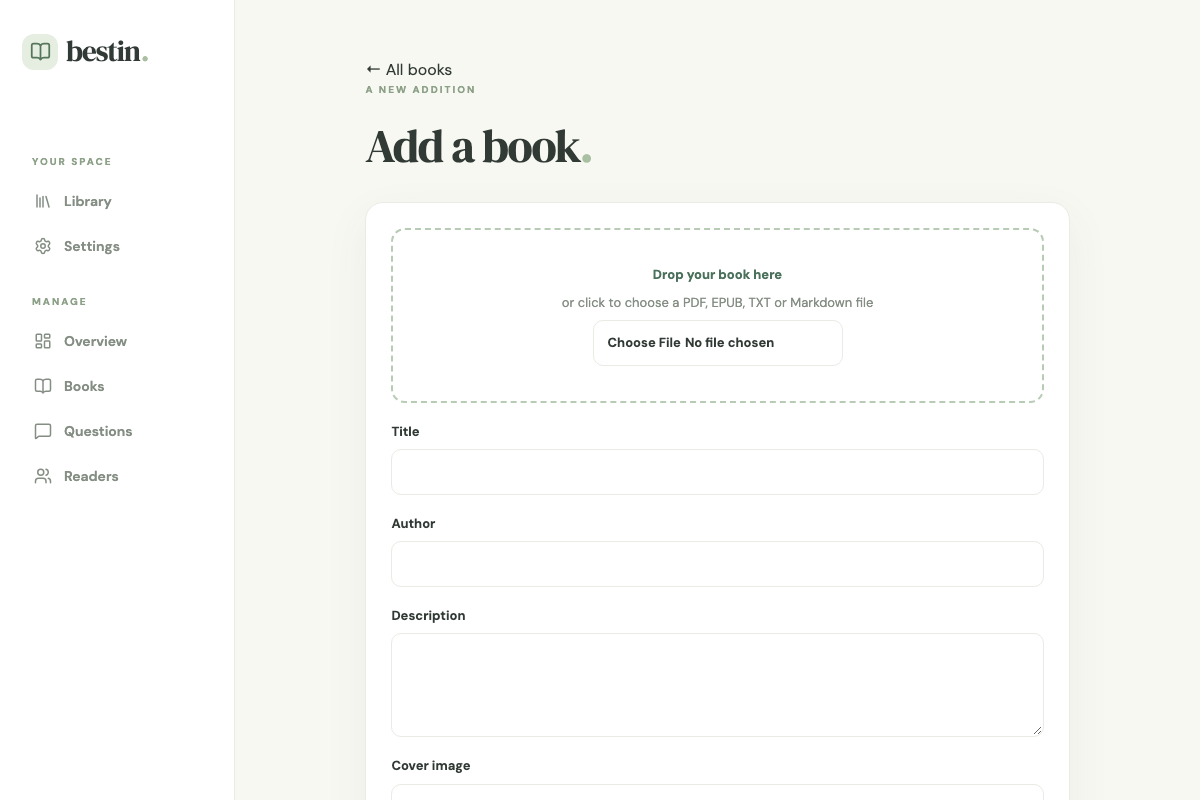 bestin.
YOUR SPACE
Library
Settings
MANAGE
Overview
Books
Questions
Readers
← All books
A NEW ADDITION
Add a book.
Drop your book here
or click to choose a PDF, EPUB, TXT or Markdown file
Choose File No file chosen
Title
Author
Description
Cover image